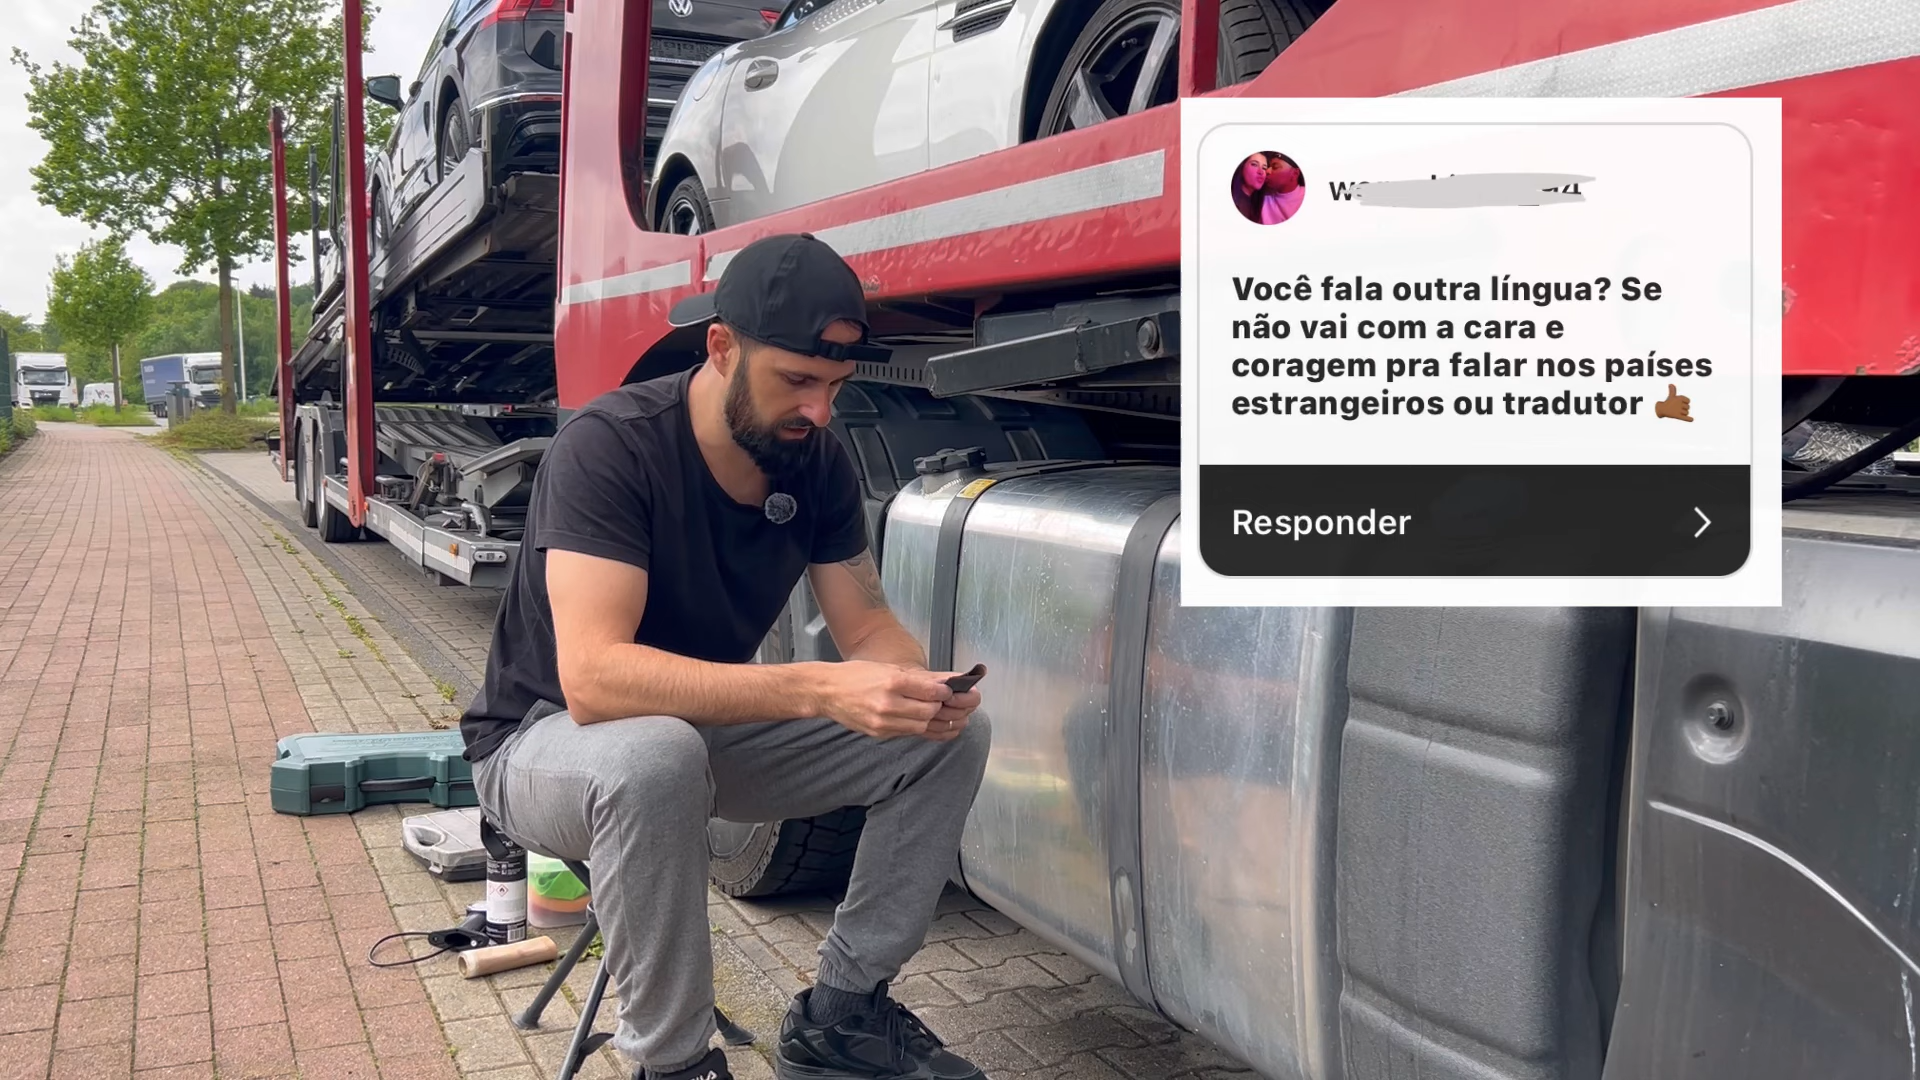 Você fala outra língua? Se
não vai com a cara e
coragem pra falar nos países
estrangeiros ou tradutor 🤙🏾
Responder